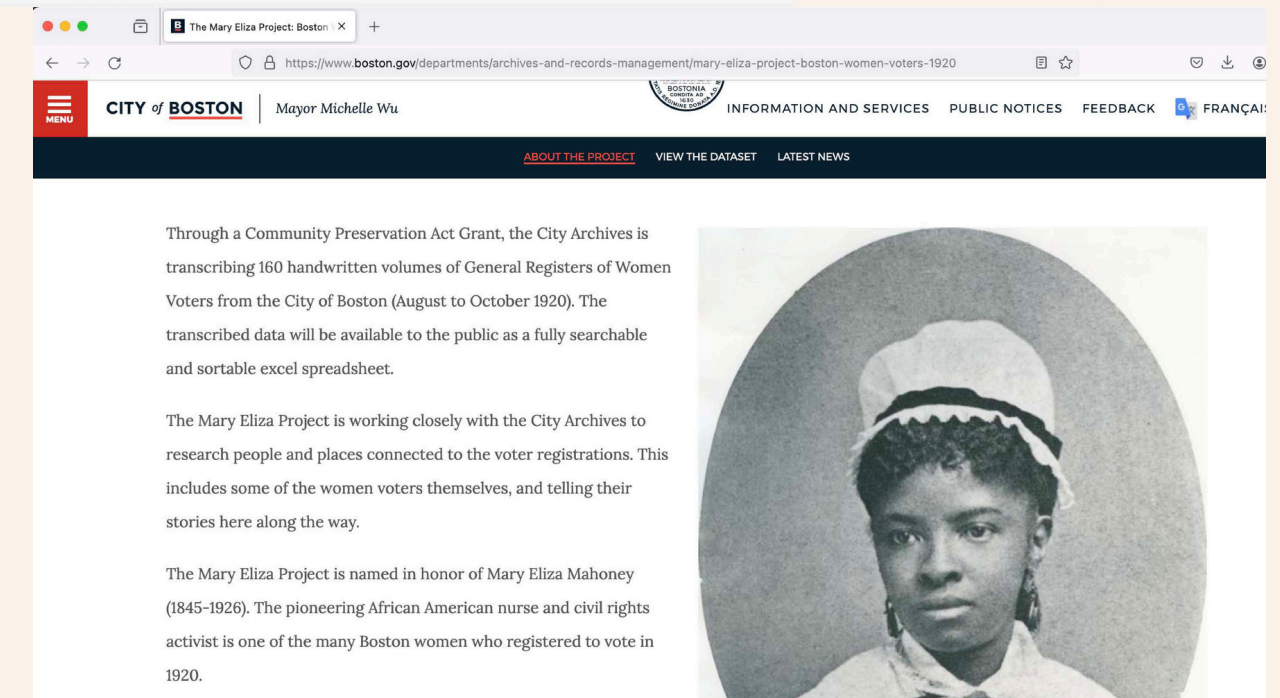 The Mary Eliza Project: Boston
https://www.boston.gov/departments/archives-and-records-management/mary-eliza-project-boston-women-voters-1920
MENU
CITY of BOSTON
Mayor Michelle Wu
BOSTONIA
CONDITA AD
1630
INFORMATION AND SERVICES
PUBLIC NOTICES
FEEDBACK
FRANÇAI
ABOUT THE PROJECT
VIEW THE DATASET
LATEST NEWS
Through a Community Preservation Act Grant, the City Archives is
transcribing 160 handwritten volumes of General Registers of Women
Voters from the City of Boston (August to October 1920). The
transcribed data will be available to the public as a fully searchable
and sortable excel spreadsheet.
The Mary Eliza Project is working closely with the City Archives to
research people and places connected to the voter registrations. This
includes some of the women voters themselves, and telling their
stories here along the way.
The Mary Eliza Project is named in honor of Mary Eliza Mahoney
(1845-1926). The pioneering African American nurse and civil rights
activist is one of the many Boston women who registered to vote in
1920.